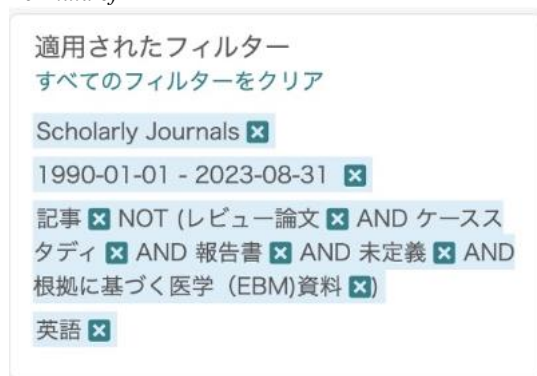 適用されたフィルター
すべてのフィルターをクリア
Scholarly Journals
1990-01-01 - 2023-08-31
記事 NOT (レビュー論文 AND ケースス
タディ AND 報告書 AND 未定義 AND
根拠に基づく医学（EBM)資料 )
英語